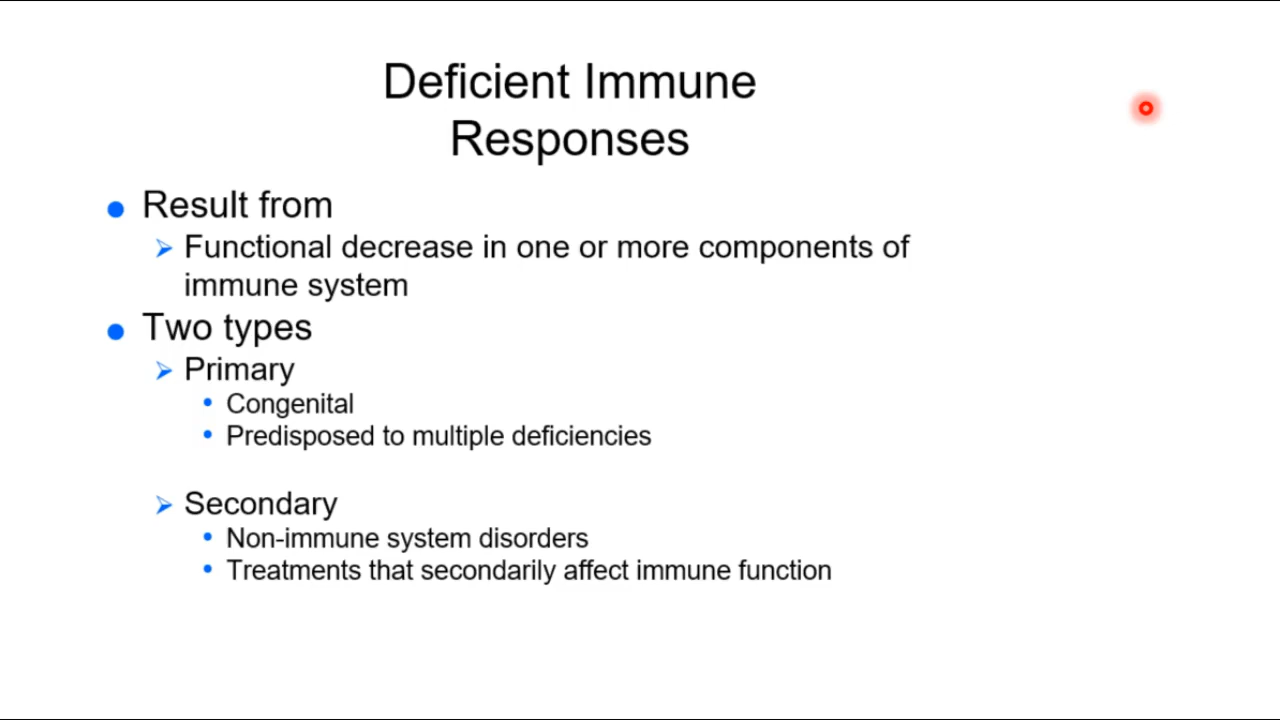 Deficient Immune
Responses
Result from
Functional decrease in one or more components of
immune system
Two types
Primary
Congenital
Predisposed to multiple deficiencies
Secondary
Non-immune system disorders
Treatments that secondarily affect immune function